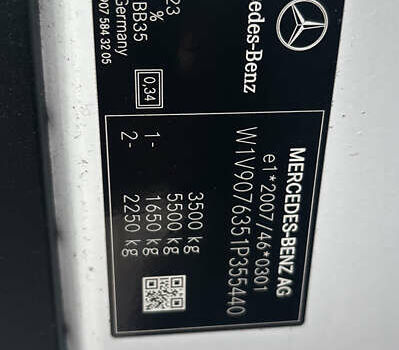 Mercedes-Benz
MERCEDES-BENZ AG
e1*2007/46*0301
W1V9076351P355440
3500 kg
5500 kg
1- 1650 kg
2- 2250 kg
0,34
23
%
BB35
Germany
907 584 32 05